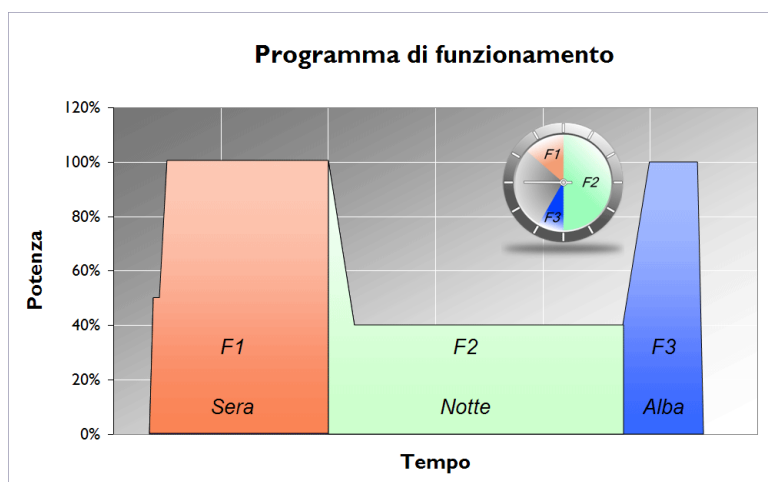 Programma di funzionamento
120%
100%
80%
60%
40%
20%
0%
Potenza
F1
F2
F3
F1
F2
F3
Sera
Notte
Alba
Tempo